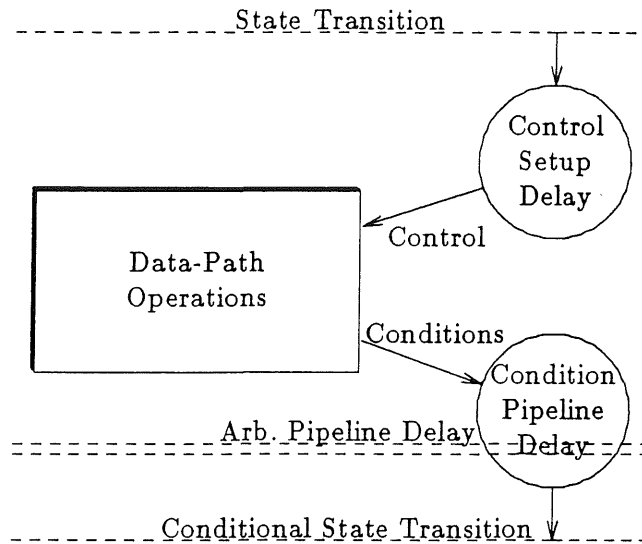 State Transition
Control
Setup
Delay
Control
Data-Path
Operations
Conditions
Condition
Pipeline
Delay
Arb. Pipeline Delay
Conditional State Transition